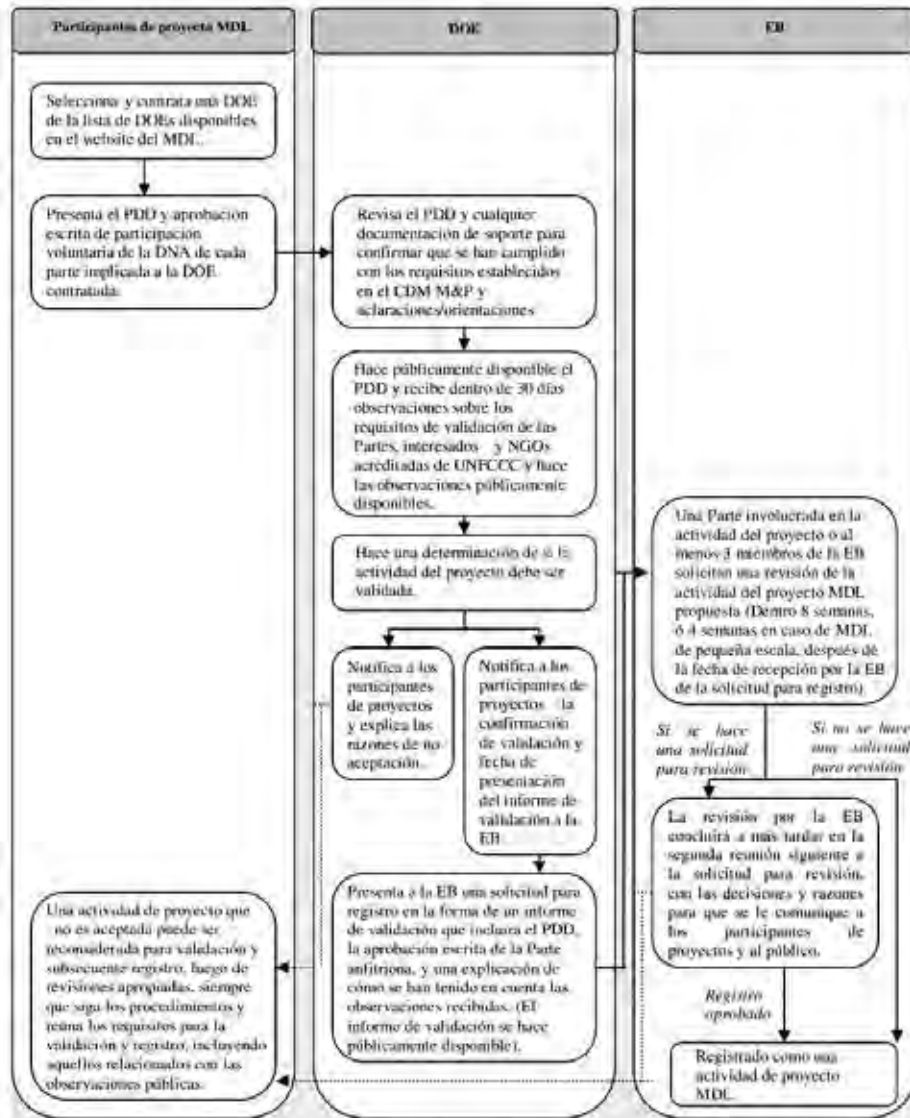 Participantes de proyecto MDL
DOE
EB
Selecciona y contrata una DOE
de la lista de DOEs disponibles
en el website del MDL.
Presenta el PDD y aprobación
escrita de participación
voluntaria de la DNA de cada
parte implicada a la DOE
contratada.
Revisa el PDD y cualquier
documentación de soporte para
confirmar que se han cumplido
con los requisitos establecidos
en el CDM M&P y
aclaraciones/orientaciones
Hace públicamente disponible el
PDD y recibe dentro de 30 días
observaciones sobre los
requisitos de validación de las
Partes, interesados y NGOs
acreditadas de UNFCCC y hace
las observaciones públicamente
disponibles.
Hace una determinación de si la
actividad del proyecto debe ser
validada.
Notifica a los
participantes
de proyectos
y explica las
razones de no
aceptación.
Notifica a los
participantes de
proyectos la
confirmación
de validación y
fecha de
presentación
del informe de
validación a la
EB
Presenta a la EB una solicitud para
registro en la forma de un informe
de validación que incluira el PDD,
la aprobación escrita de la Parte
anfitriona, y una explicación de
cómo se han tenido en cuenta las
observaciones recibidas. (El
informe de validación se hace
públicamente disponible).
Una actividad de proyecto que
no es aceptada puede ser
reconsiderada para validación y
subsecuente registro, luego de
revisiones apropiadas, siempre
que siga los procedimientos y
reúna los requisitos para la
validación y registro, incluyendo
aquellos relacionados con las
observaciones públicas.
Una Parte involucrada en la
actividad del proyecto o al
menos 3 miembros de la EB
solicitan una revisión de la
actividad del proyecto MDL
propuesta (Dentro 8 semanas,
ó 4 semanas en caso de MDL
de pequeña escala, después de
la fecha de recepción por la EB
de la solicitud para registro)
Si se hace
una solicitud
para revisión
Si no se hace
una solicitud
para revisión
La revisión por la EB
concluirá a más tardar en la
segunda reunión siguiente a
la solicitud para revisión,
con las decisiones y razones
para que se le comunique a
los participantes de
proyectos y al público.
Registro
aprobado
Registrado como una
actividad de proyecto
MDL.